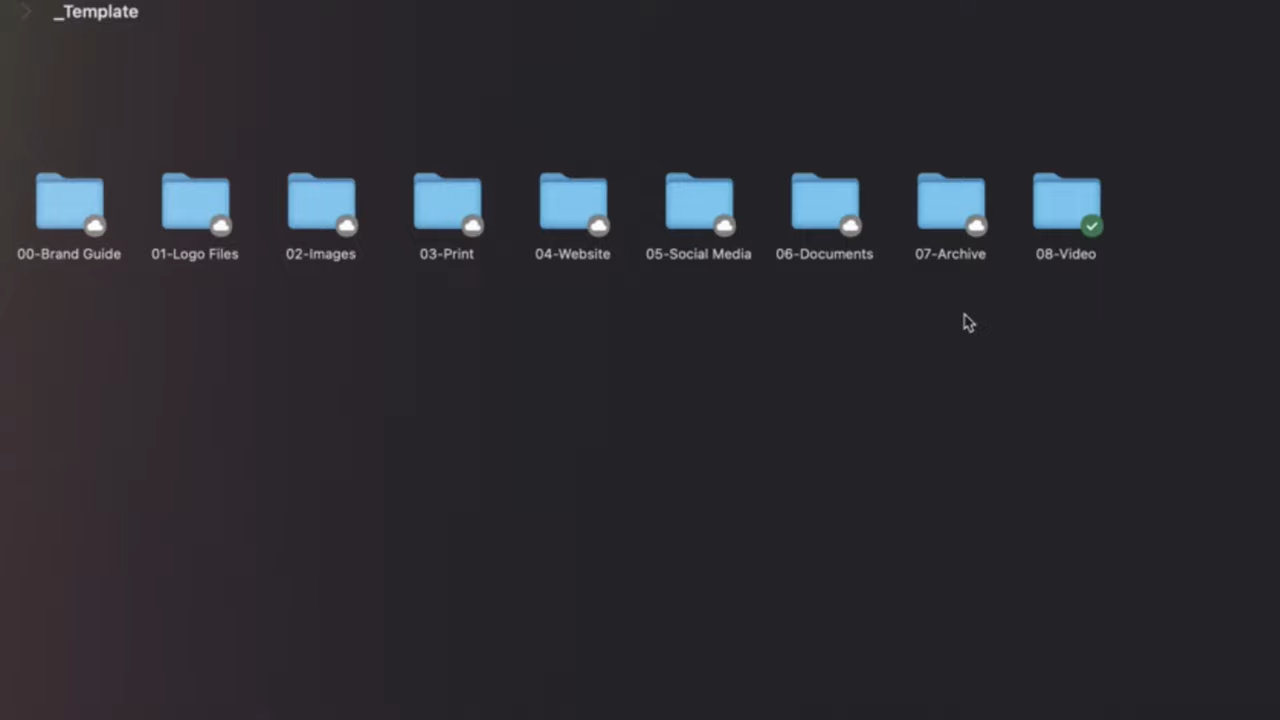 _Template
00-Brand Guide
01-Logo Files
02-Images
03-Print
04-Website
05-Social Media
06-Documents
07-Archive
08-Video